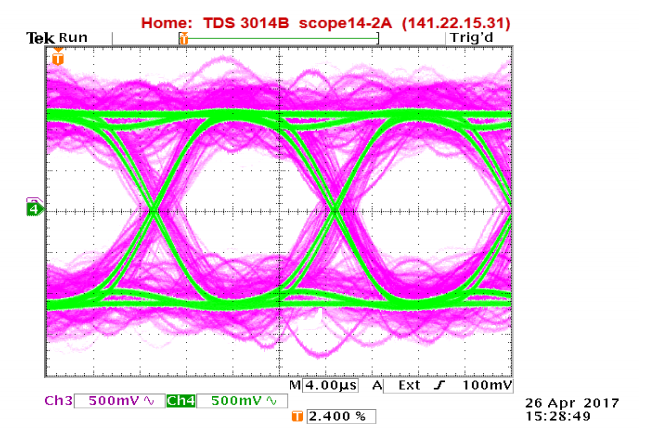 Home: TDS 3014B scope14-2A (141.22.15.31)
Tek Run Trig'd
T
T
4
M 4.00µs A Ext ƒ 100mV
Ch3 500mV ∿ Ch4 500mV ∿
26 Apr 2017
T 2.400 % 15:28:49